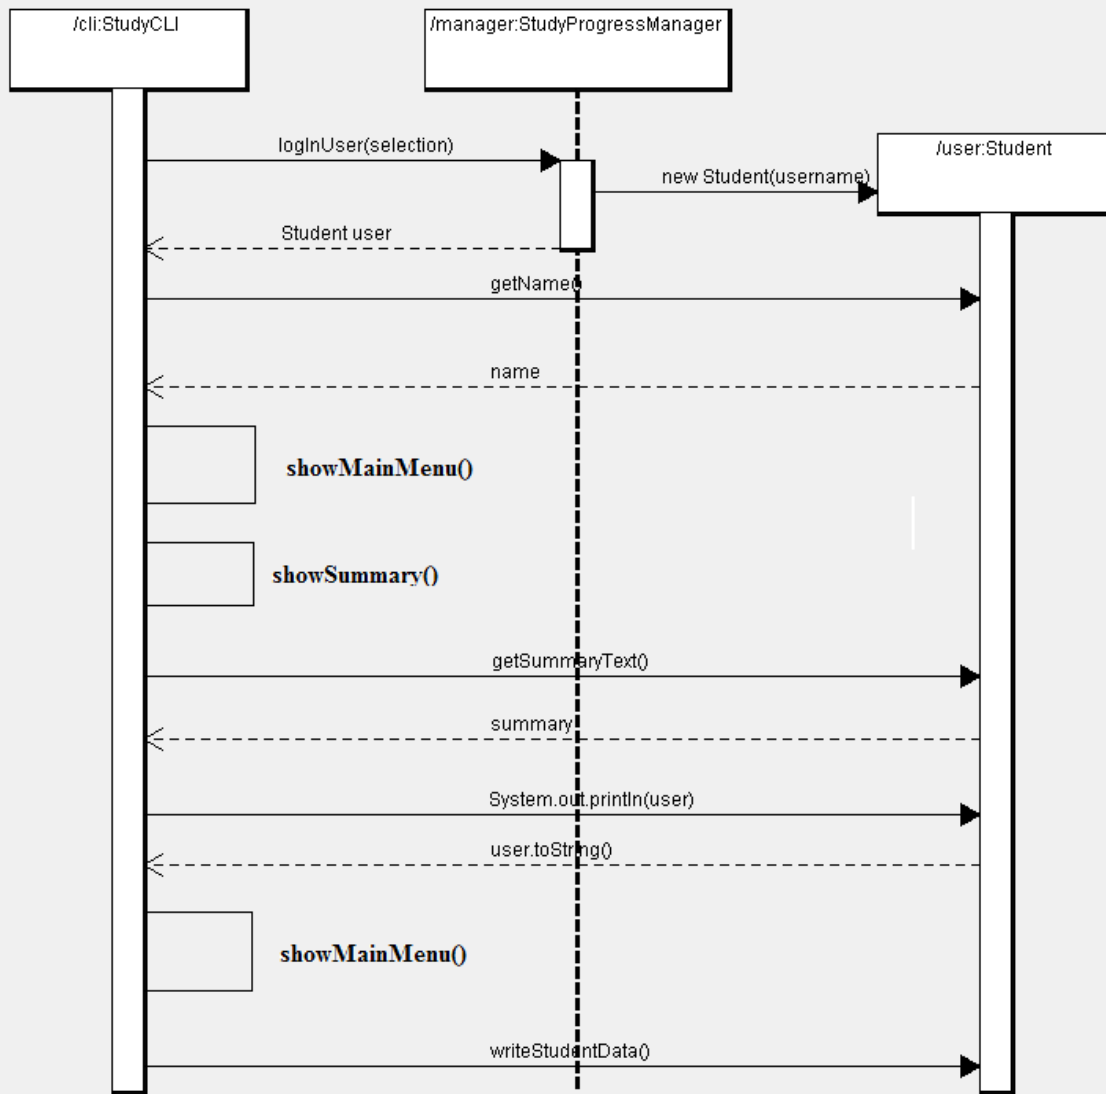 /cli:StudyCLI
/manager:StudyProgressManager
/user:Student
logInUser(selection)
new Student(username)
Student user
getName()
name
showMainMenu()
showSummary()
getSummaryText()
summary
System.out.println(user)
user.toString()
showMainMenu()
writeStudentData()